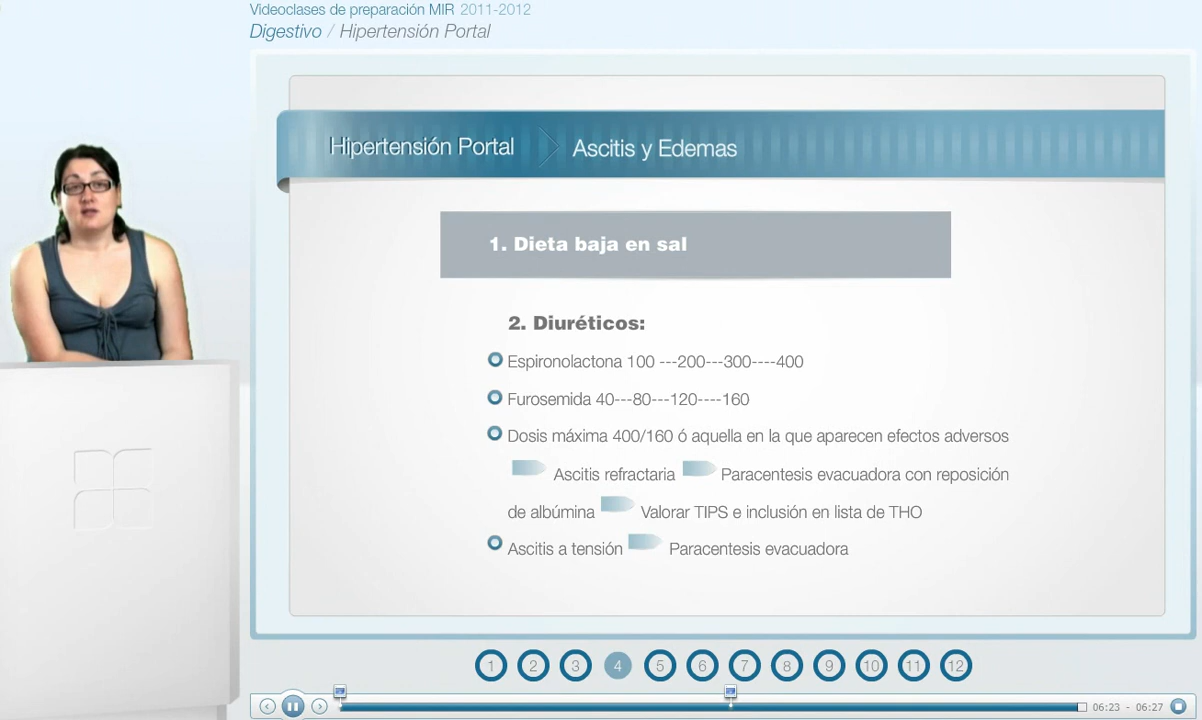 Videoclases de preparación MIR 2011-2012
Digestivo / Hipertensión Portal
Hipertensión Portal Ascitis y Edemas
1. Dieta baja en sal
2. Diuréticos:
Espironolactona 100 ---200---300----400
Furosemida 40---80---120----160
Dosis máxima 400/160 ó aquella en la que aparecen efectos adversos
Ascitis refractaria Paracentesis evacuadora con reposición
de albúmina Valorar TIPS e inclusión en lista de THO
Ascitis a tensión Paracentesis evacuadora
1 2 3 4 5 6 7 8 9 10 11 12
06:23 - 06:27